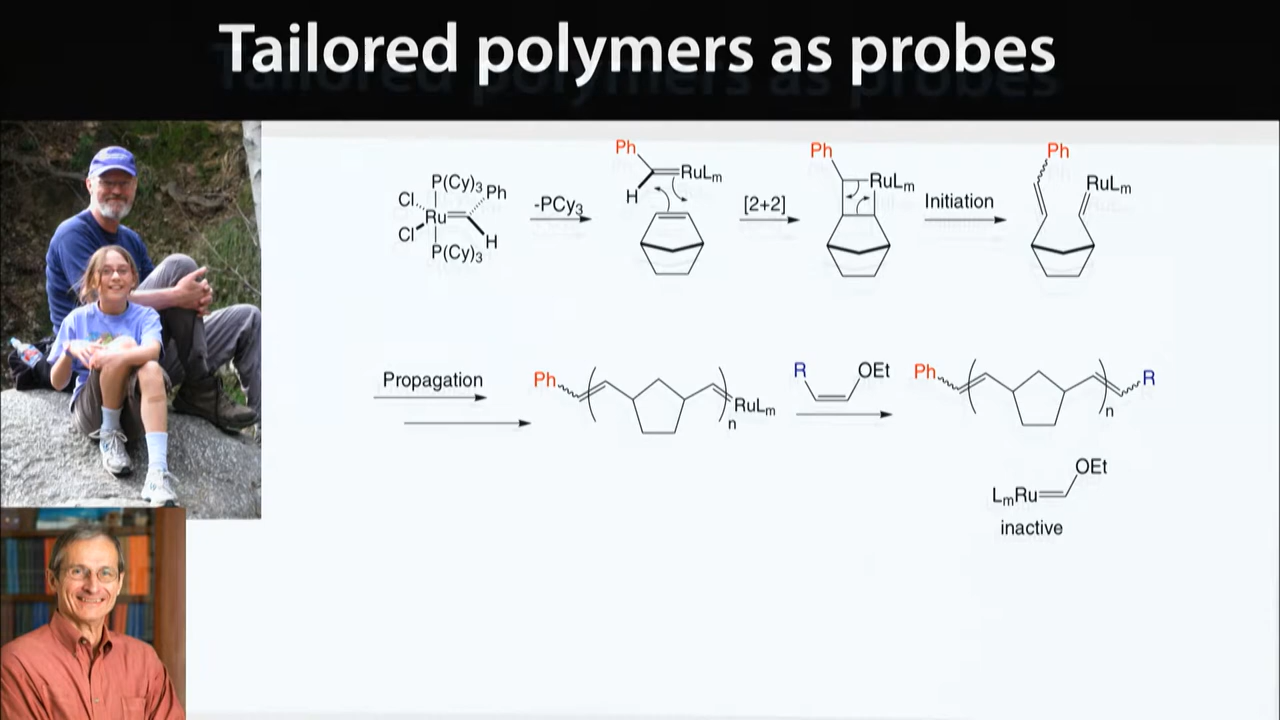 Tailored polymers as probes
Cl
Cl
Ru
P(Cy)3
P(Cy)3
Ph
H
-PCy3
Ph
H
RuLm
[2+2]
Ph
RuLm
Initiation
Ph
RuLm
Propagation
Ph
RuLm
n
R
OEt
Ph
R
n
OEt
LmRu
inactive